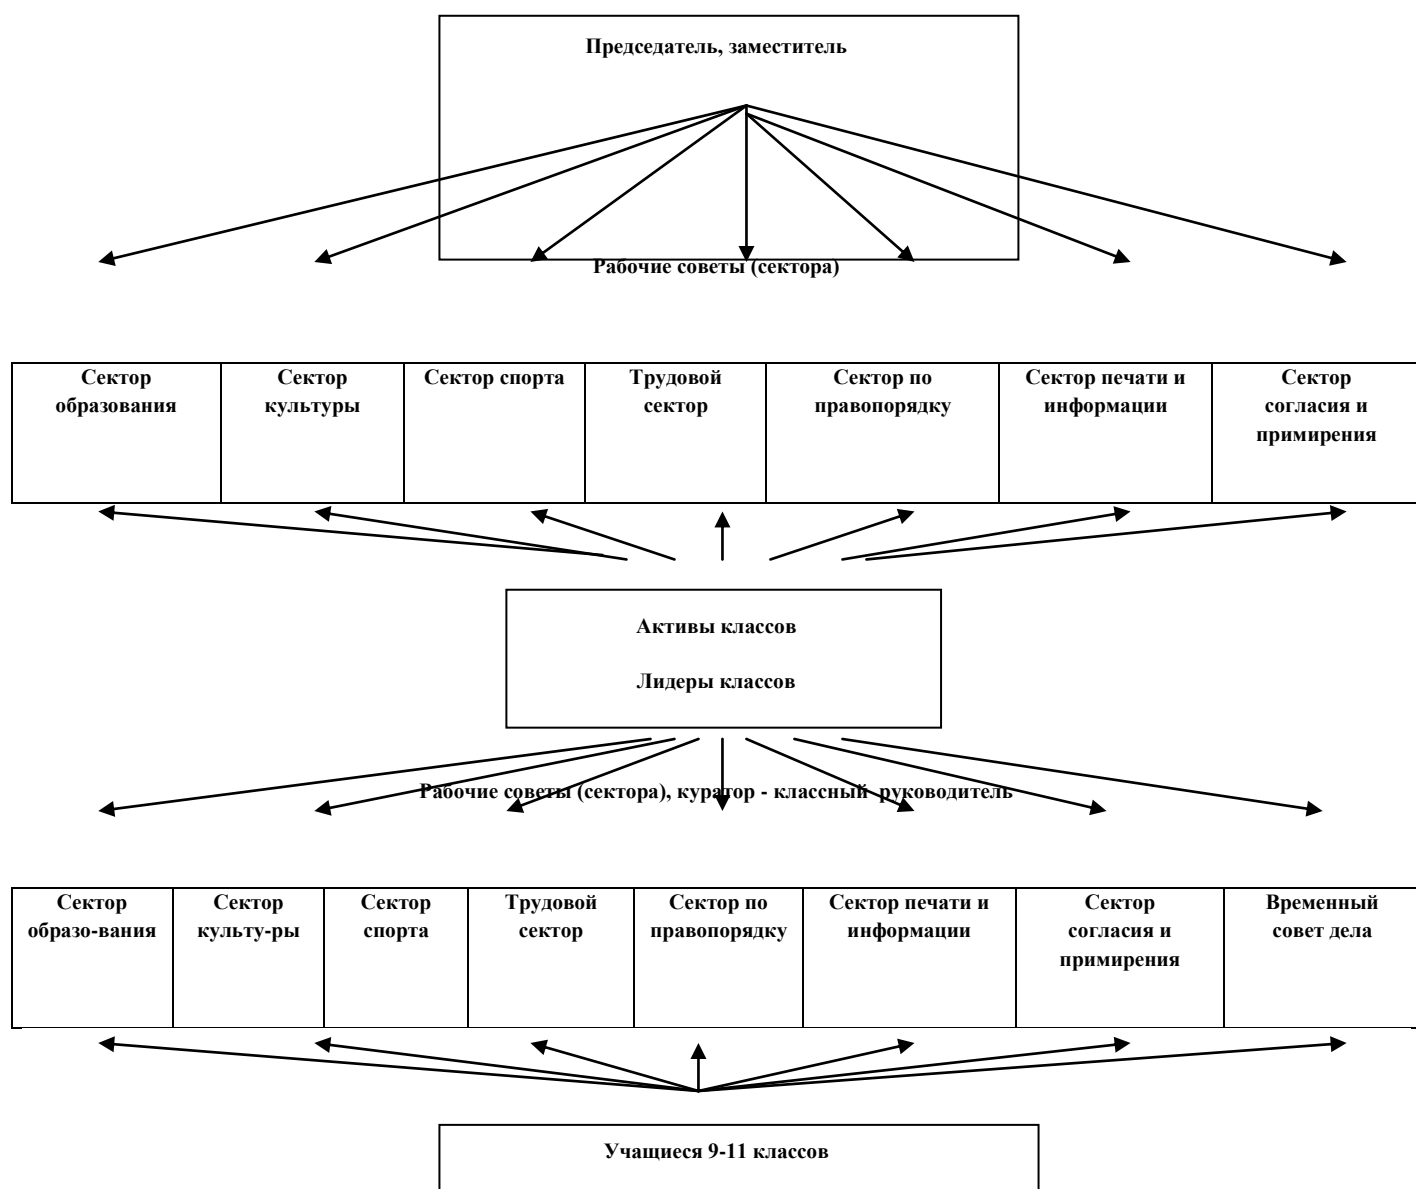 Председатель, заместитель
Рабочие советы (сектора)
Сектор
образования
Сектор
культуры
Сектор спорта
Трудовой
сектор
Сектор по
правопорядку
Сектор печати и
информации
Сектор
согласия и
примирения
Активы классов
Лидеры классов
Рабочие советы (сектора), куратор - классный руководитель
Сектор
образо-вания
Сектор
культу-ры
Сектор
спорта
Трудовой
сектор
Сектор по
правопорядку
Сектор печати и
информации
Сектор
согласия и
примирения
Временный
совет дела
Учащиеся 9-11 классов